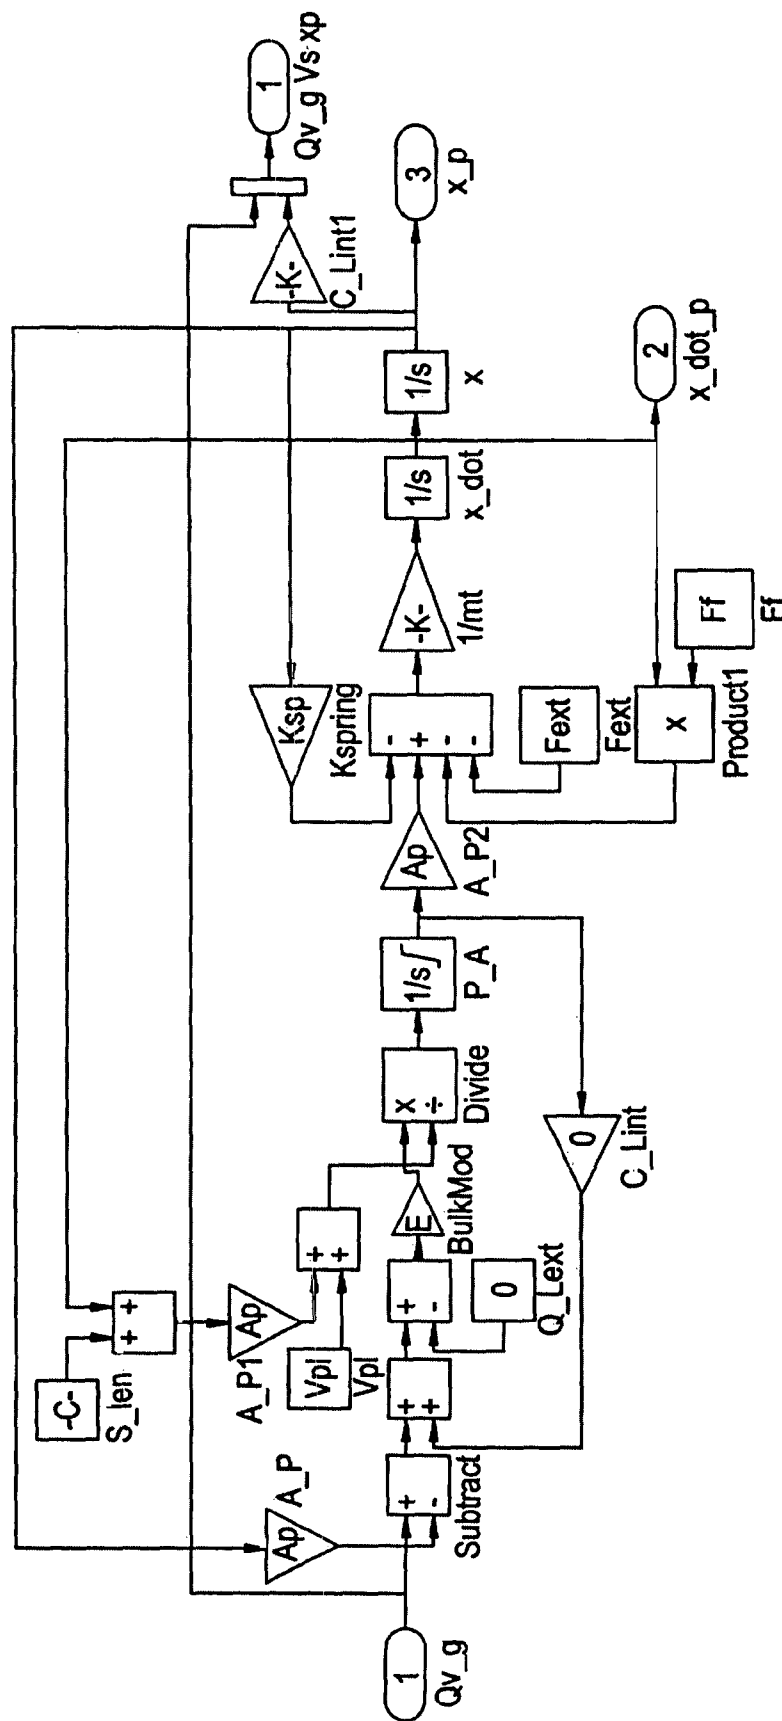 1
Qv_g
+
-
Subtract
Ap
A_P
-C-
S_len
+
+
Ap
A_P1
Vpl
Vpl
+
+
+
+
+
-
0
Q_Lext
E
BulkMod
x
÷
Divide
1/s
P_A
0
C_Lint
Ap
A_P2
Ksp
Kspring
-
+
-
-
Fext
Fext
x
Product1
Ff
Ff
-K-
1/mt
1/s
x_dot
1/s
x
-K-
C_Lint1
1
Qv_g Vs xp
3
x_p
2
x_dot_p